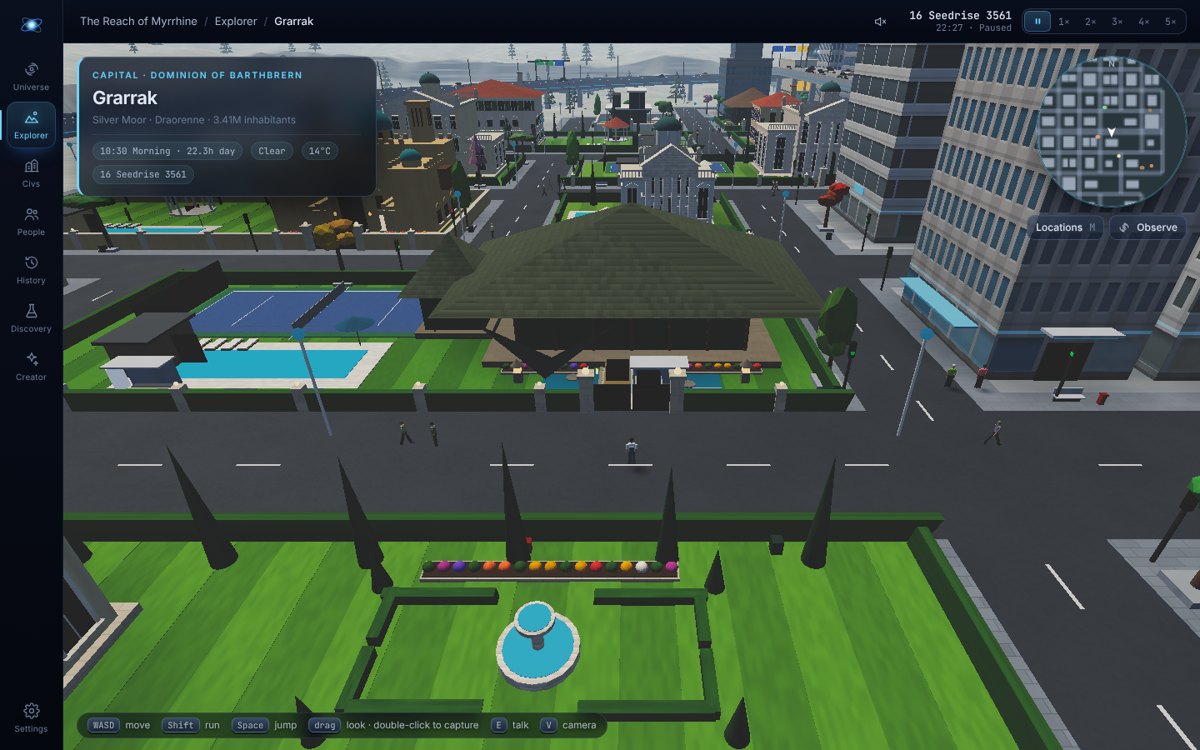 The Reach of Myrrhine / Explorer / Grarrak
16 Seedrise 3561
22:27 · Paused
1× 2× 3× 4× 5×
Universe
Explorer
Civs
People
History
Discovery
Creator
Settings
CAPITAL · DOMINION OF BARTHBRERN
Grarrak
Silver Moor · Draorenne · 3.41M inhabitants
10:30 Morning · 22.3h day
Clear
14°C
16 Seedrise 3561
N
Locations M
Observe
WASD move Shift run Space jump drag look · double-click to capture E talk V camera